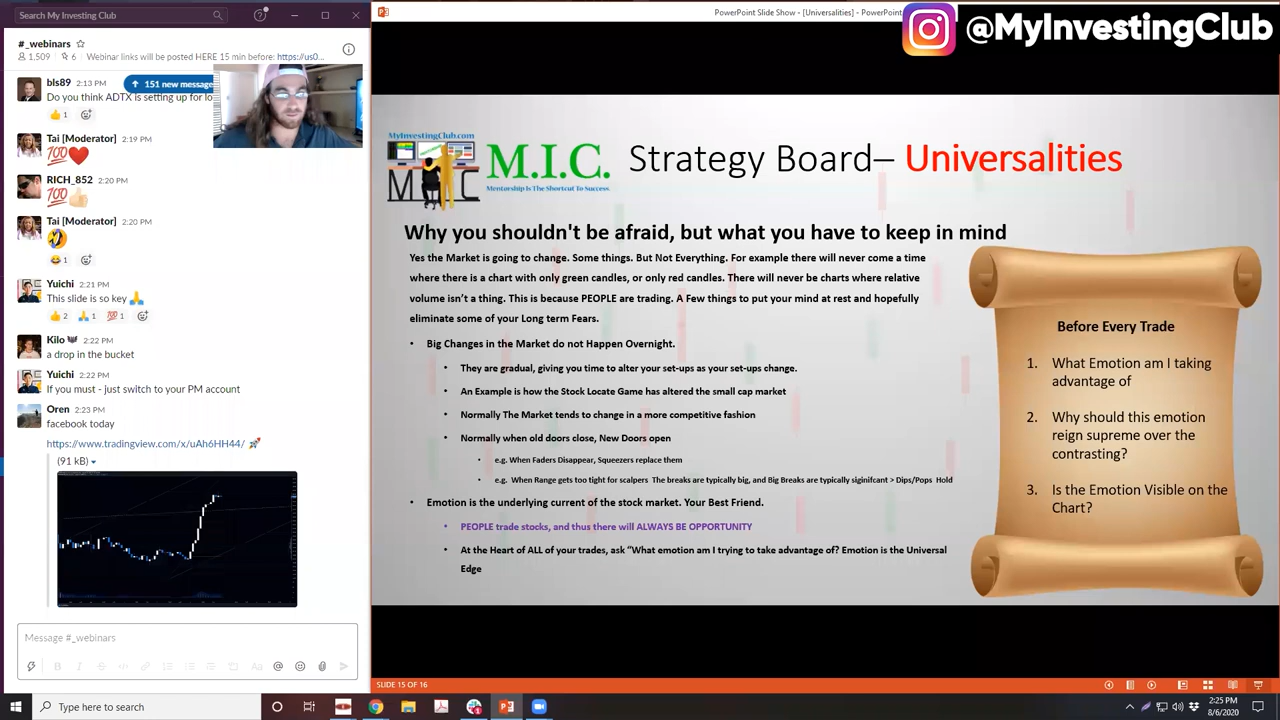 PowerPoint Slide Show - [Universalities] - PowerPo
@MyInvestingClub
Search MyInvestingClub
#_webinars
1,509 6 Webinar links will be posted HERE 15 min before: https://us0...
bls89 2:13 PM
151 new message
Do you think ADTX is setting up for lo
1
Tai [Moderator] 2:19 PM
100
RICH_852 2:20 PM
100
Tai [Moderator] 2:20 PM
1
Yuichi 2:21 PM
This slide is so key
2 1 100 1
Kilo 2:22 PM
a drop in the bucket
Yuichi 2:22 PM
If you must - just switch to your PM account
Oren 2:23 PM
facebook today
https://www.tradingview.com/x/uAh6HH44/
(91 kB)
Message #_webinars
MyInvestingClub.com
MIC
M.I.C.
Mentorship Is The Shortcut To Success.
Strategy Board– Universalities
Why you shouldn't be afraid, but what you have to keep in mind
Yes the Market is going to change. Some things. But Not Everything. For example there will never come a time
where there is a chart with only green candles, or only red candles. There will never be charts where relative
volume isn't a thing. This is because PEOPLE are trading. A Few things to put your mind at rest and hopefully
eliminate some of your Long term Fears.
• Big Changes in the Market do not Happen Overnight.
• They are gradual, giving you time to alter your set-ups as your set-ups change.
• An Example is how the Stock Locate Game has altered the small cap market
• Normally The Market tends to change in a more competitive fashion
• Normally when old doors close, New Doors open
• e.g. When Faders Disappear, Squeezers replace them
• e.g. When Range gets too tight for scalpers The breaks are typically big, and Big Breaks are typically siginifcant > Dips/Pops Hold
• Emotion is the underlying current of the stock market. Your Best Friend.
• PEOPLE trade stocks, and thus there will ALWAYS BE OPPORTUNITY
• At the Heart of ALL of your trades, ask “What emotion am I trying to take advantage of? Emotion is the Universal
Edge
Before Every Trade
1. What Emotion am I taking
advantage of
2. Why should this emotion
reign supreme over the
contrasting?
3. Is the Emotion Visible on the
Chart?
SLIDE 15 OF 16
Type here to search
2:25 PM
8/6/2020